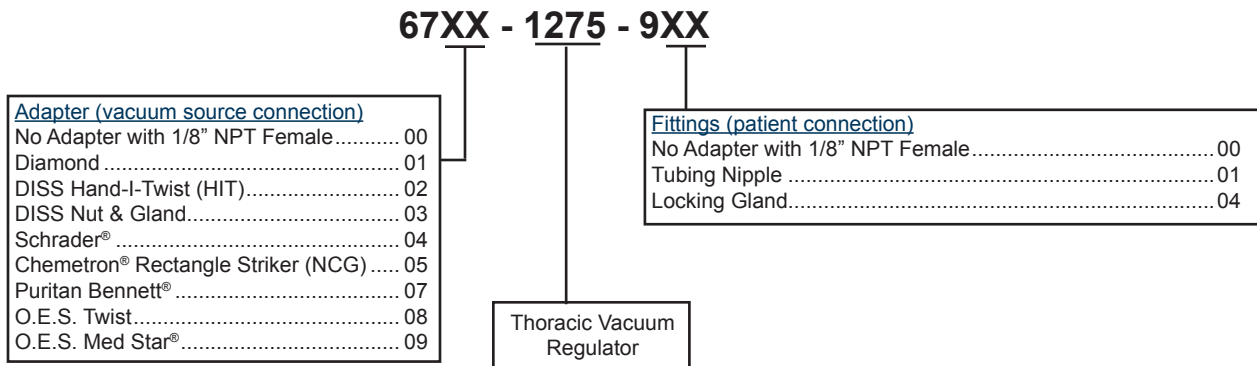 67XX - 1275 - 9XX
Adapter (vacuum source connection)
No Adapter with 1/8” NPT Female........... 00
Diamond .................................................. 01
DISS Hand-I-Twist (HIT).......................... 02
DISS Nut & Gland.................................... 03
Schrader® ................................................ 04
Chemetron® Rectangle Striker (NCG) ..... 05
Puritan Bennett® ...................................... 07
O.E.S. Twist............................................. 08
O.E.S. Med Star®..................................... 09
Fittings (patient connection)
No Adapter with 1/8” NPT Female.........................................00
Tubing Nipple ........................................................................01
Locking Gland........................................................................04
Thoracic Vacuum
Regulator